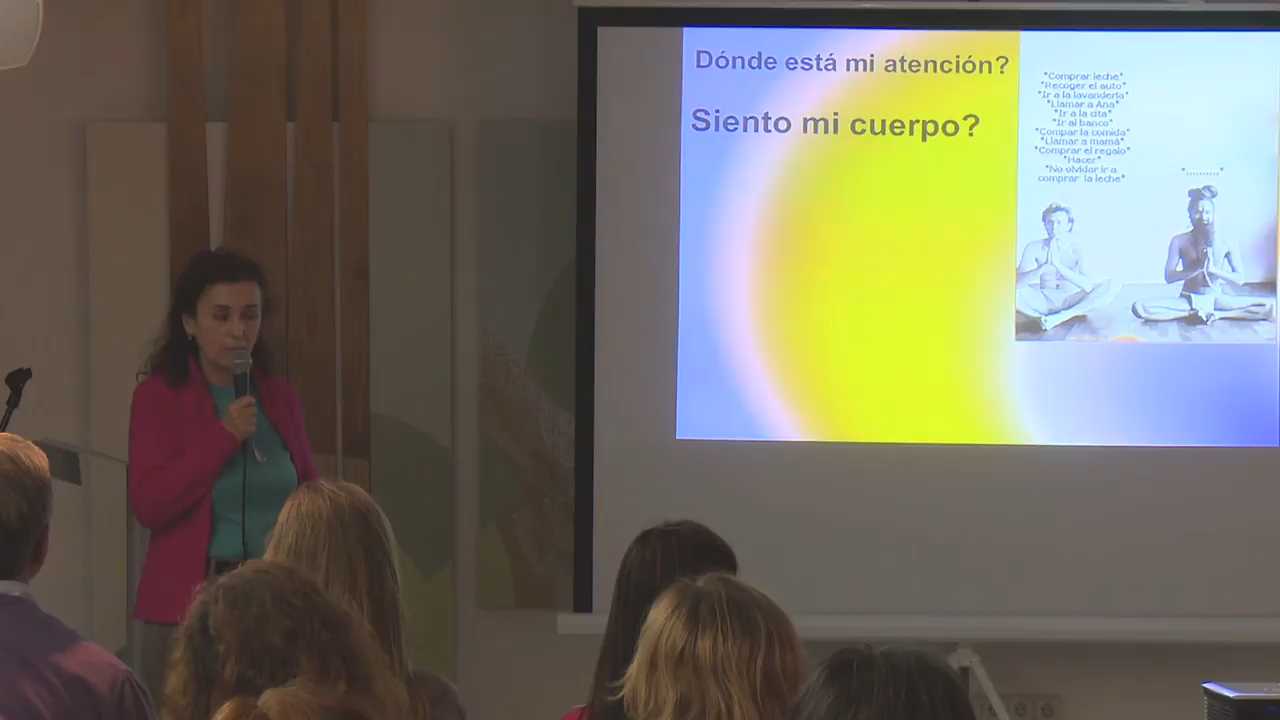 Dónde está mi atención?
Siento mi cuerpo?
"Comprar leche"
"Recoger el auto"
"Ir a la lavandería"
"Llamar a Ana"
"Ir a la cita"
"Ir al banco"
"Compar la comida"
"Llamar a mamá"
"Comprar el regalo"
"Hacer"
"No olvidar ir a
comprar la leche"
"........"